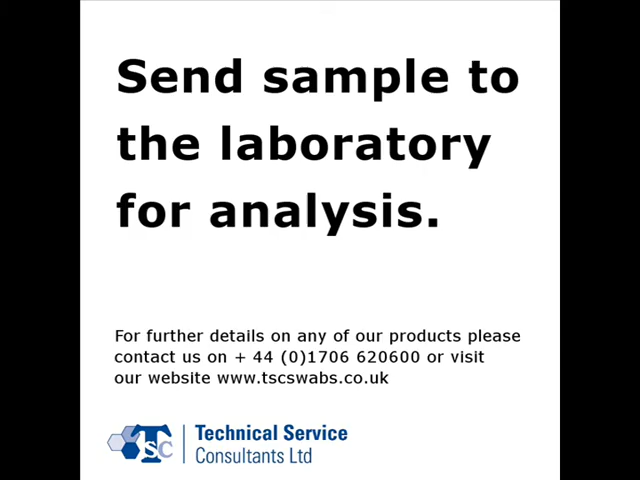 Send sample to
the laboratory
for analysis.
For further details on any of our products please
contact us on + 44 (0)1706 620600 or visit
our website www.tscswabs.co.uk
TSC
Technical Service
Consultants Ltd